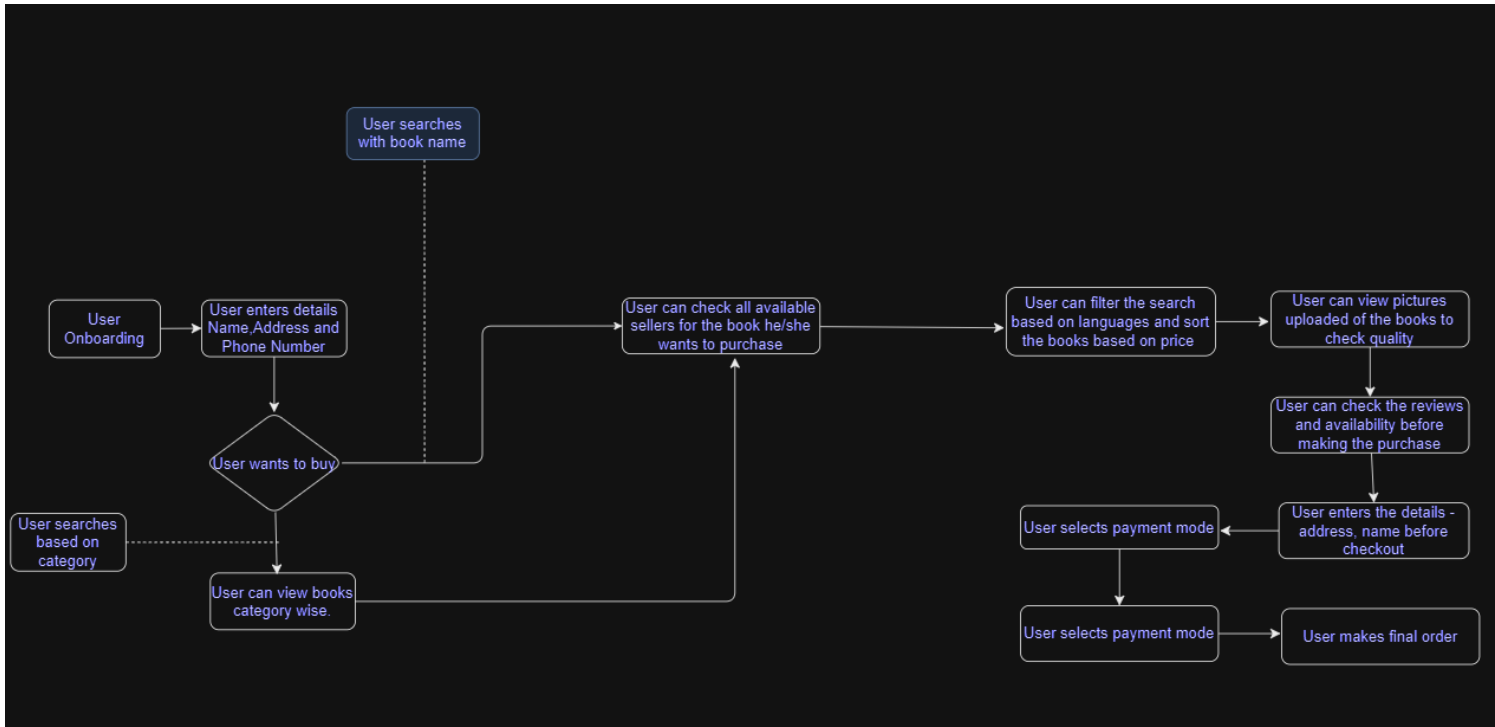 User searches
with book name
User
Onboarding
User enters details
Name,Address and
Phone Number
User wants to buy
User searches
based on
category
User can view books
category wise.
User can check all available
sellers for the book he/she
wants to purchase
User can filter the search
based on languages and sort
the books based on price
User can view pictures
uploaded of the books to
check quality
User can check the reviews
and availability before
making the purchase
User enters the details -
address, name before
checkout
User selects payment mode
User selects payment mode
User makes final order